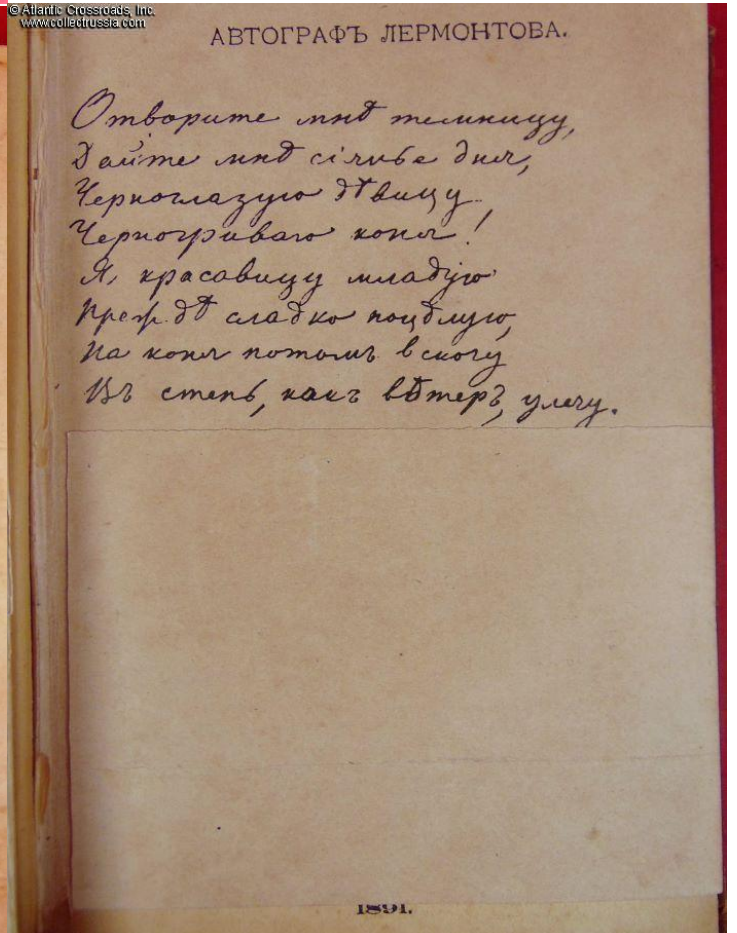 © Atlantic Crossroads, Inc.
www.collectrussia.com
АВТОГРАФЪ ЛЕРМОНТОВА.
Отворите мнѣ темницу,
Дайте мнѣ сіянье дня,
Черноглазую дѣвицу
Черногриваго коня!
Я, красавицу младую
Прежде сладко поцѣлую,
На коня потомъ вскочу
Въ степь, какъ вѣтеръ, улечу.
1891.